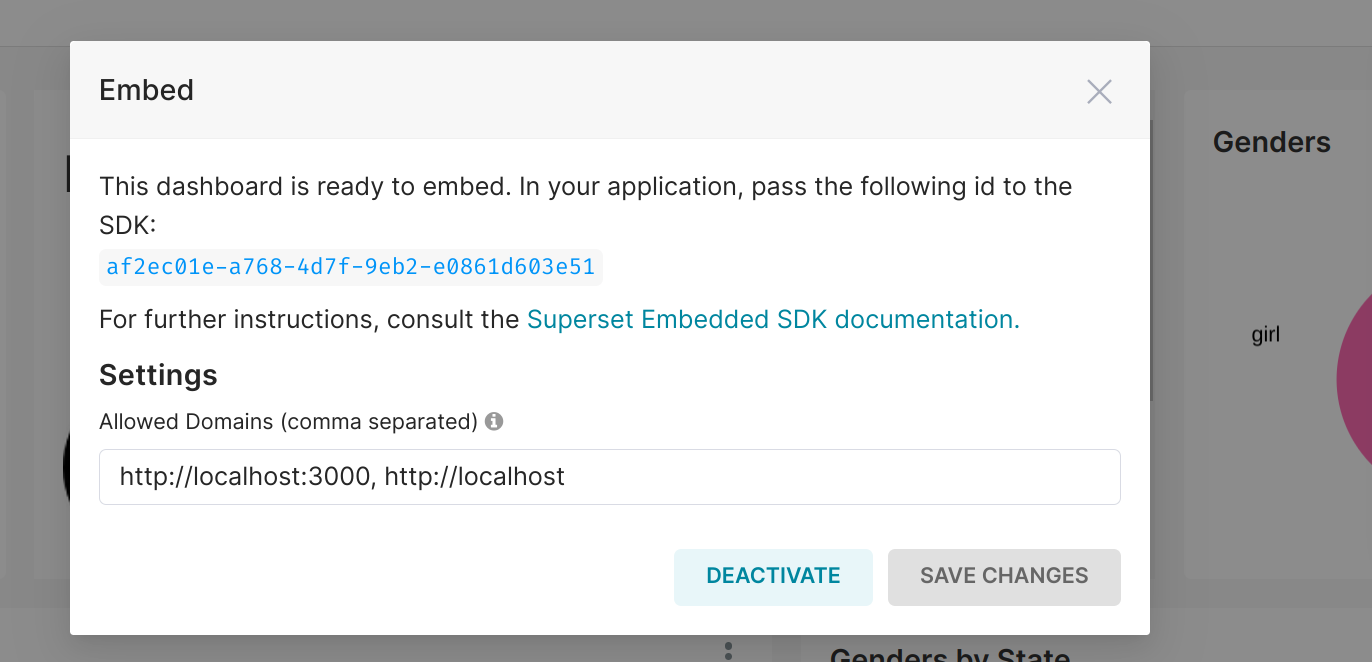 Embed
Genders
This dashboard is ready to embed. In your application, pass the following id to the
SDK:
af2ec01e-a768-4d7f-9eb2-e0861d603e51
For further instructions, consult the Superset Embedded SDK documentation.
girl
Settings
Allowed Domains (comma separated)
http://localhost:3000, http://localhost
DEACTIVATE SAVE CHANGES
Genders by State